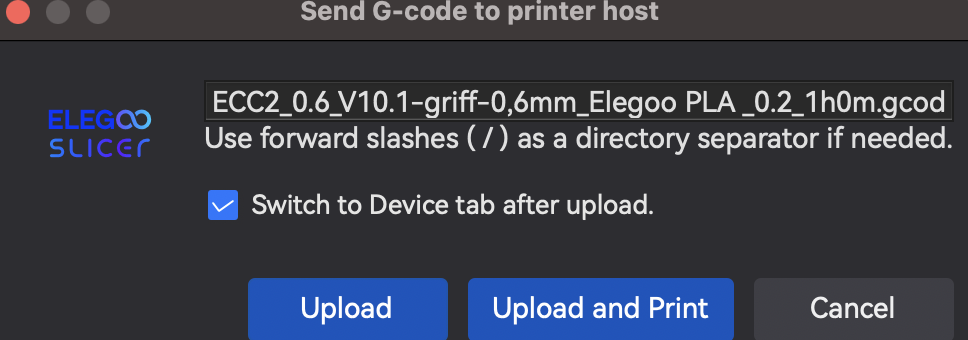 Send G-code to printer host
ELEGOO
SLICER
ECC2_0.6_V10.1-griff-0,6mm_Elegoo PLA _0.2_1h0m.gcod
Use forward slashes ( / ) as a directory separator if needed.
Switch to Device tab after upload.
Upload
Upload and Print
Cancel